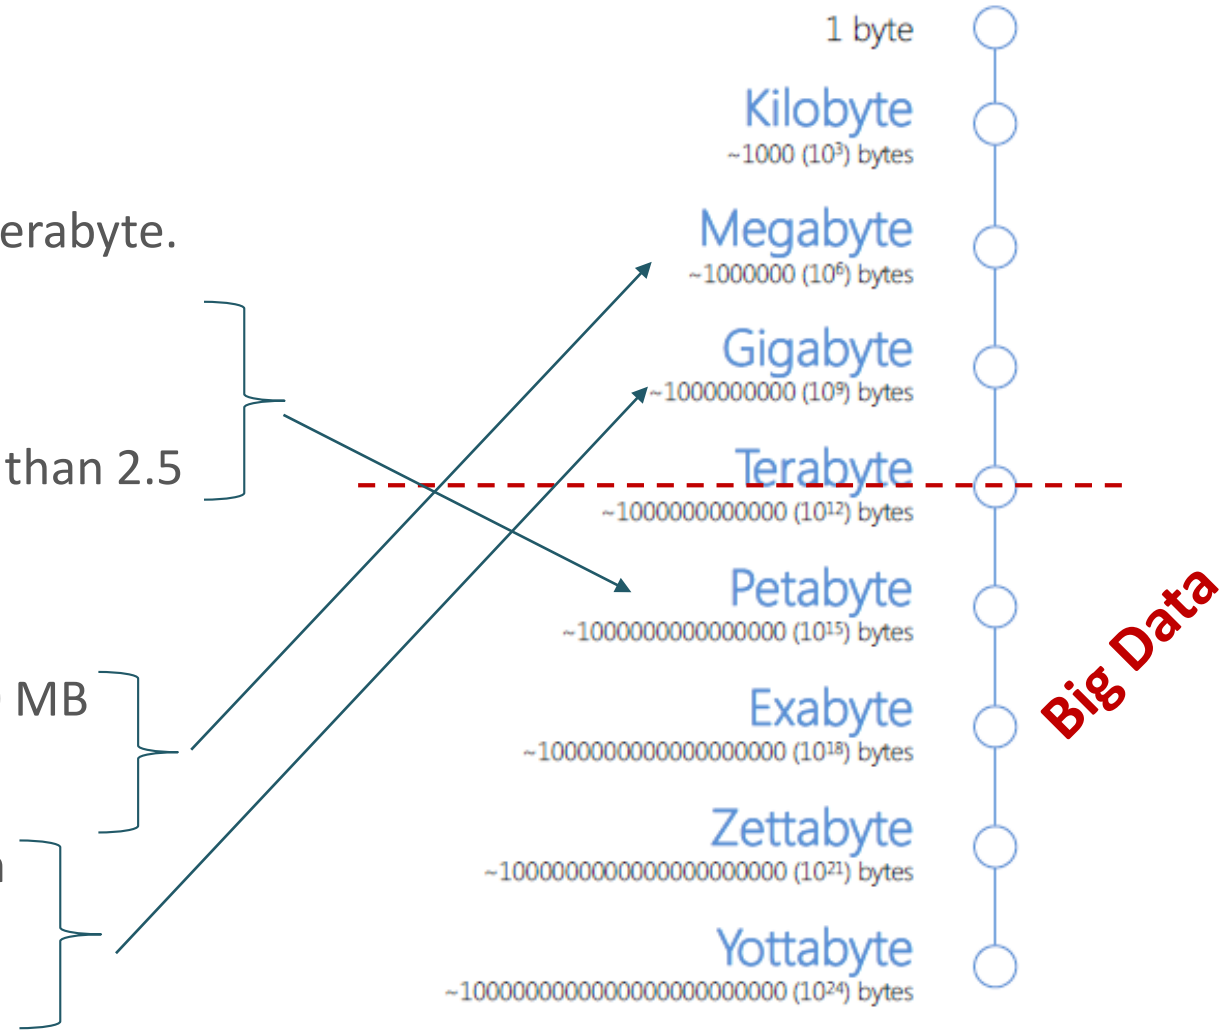 1 byte
Kilobyte
~1000 (10³) bytes
erabyte.
Megabyte
~1000000 (10⁶) bytes
Gigabyte
~1000000000 (10⁹) bytes
than 2.5
Terabyte
~1000000000000 (10¹²) bytes
Petabyte
~1000000000000000 (10¹⁵) bytes
Big Data
MB
Exabyte
~1000000000000000000 (10¹⁸) bytes
Zettabyte
~1000000000000000000000 (10²¹) bytes
Yottabyte
~1000000000000000000000000 (10²⁴) bytes